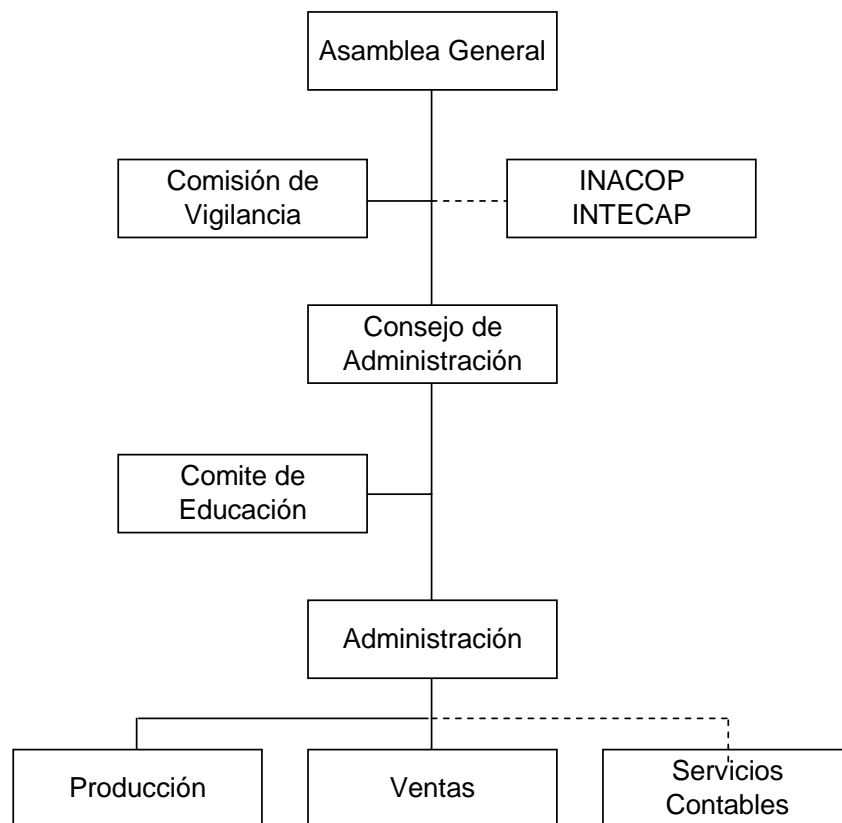 Asamblea General
Comisión de
Vigilancia
INACOP
INTECAP
Consejo de
Administración
Comite de
Educación
Administración
Producción
Ventas
Servicios
Contables